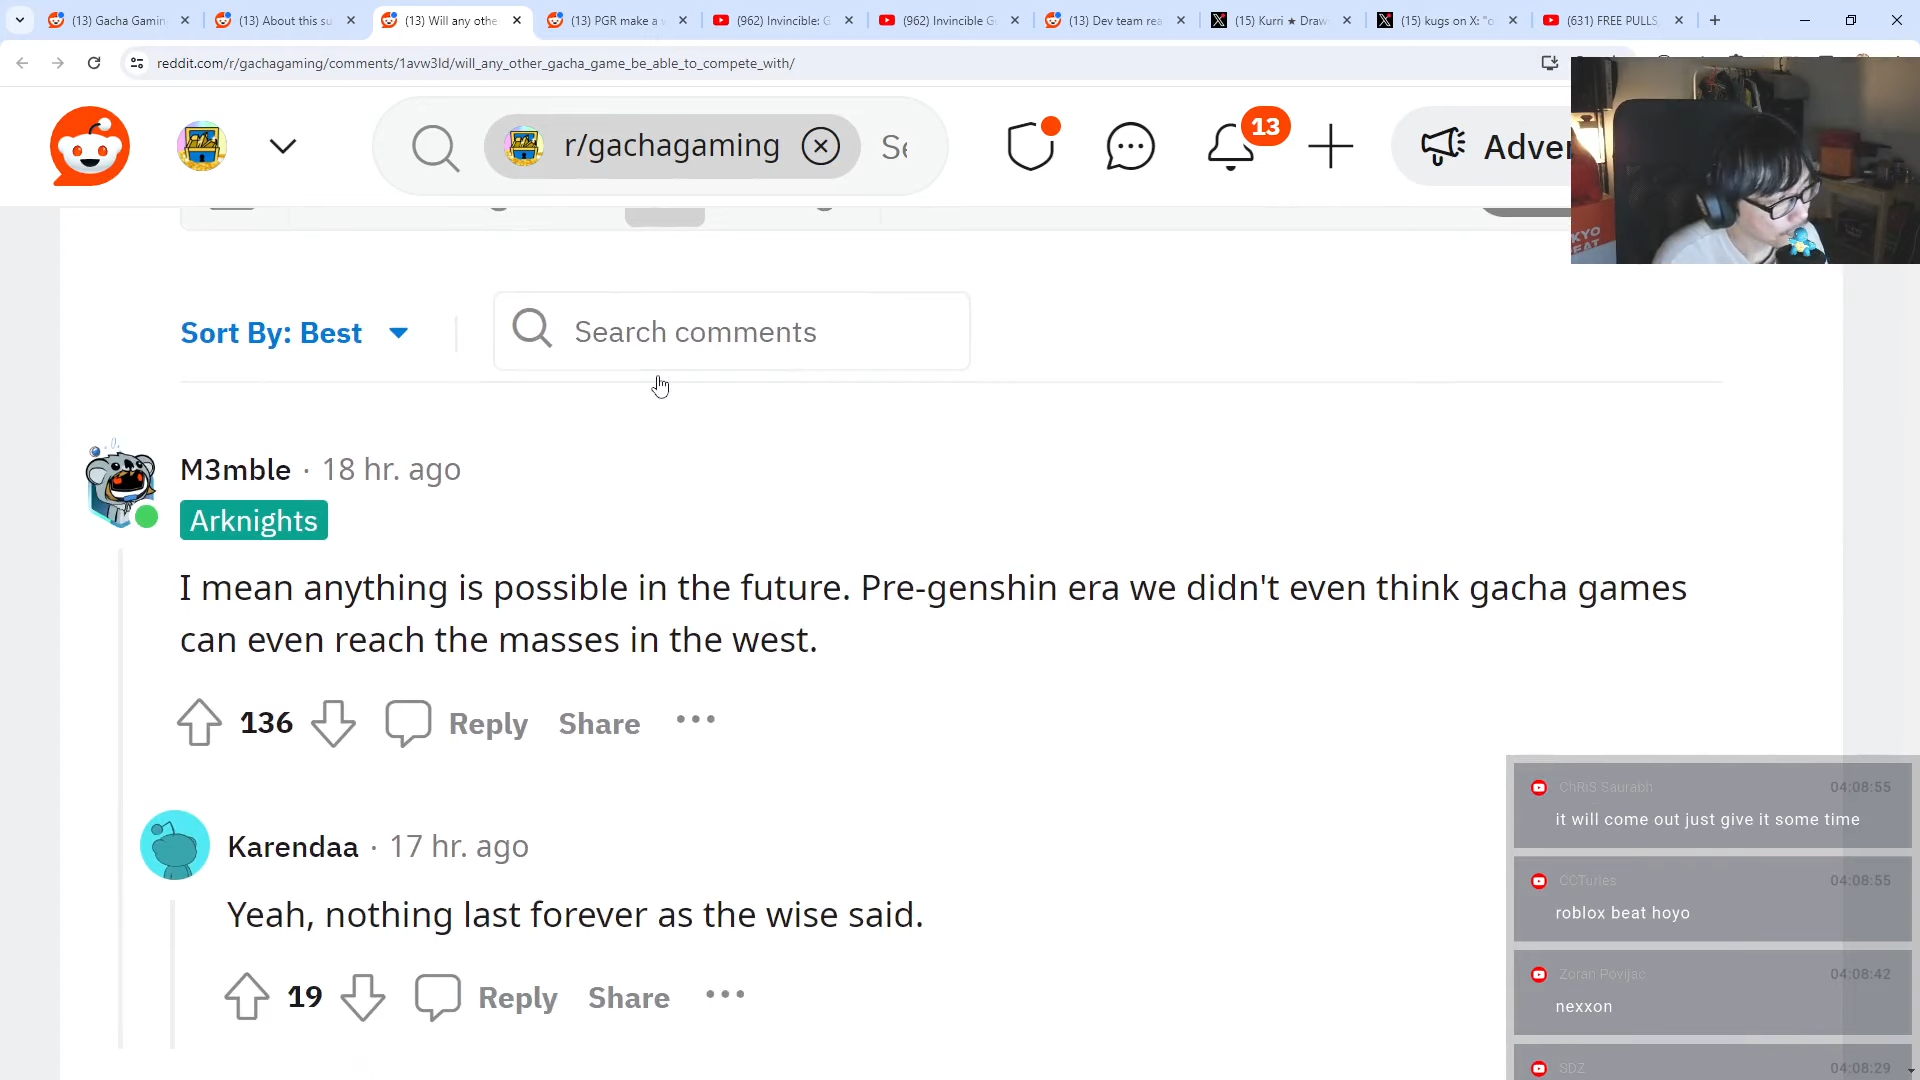 (13) Gacha Gamin
(13) About this su
(13) Will any othe
(13) PGR make a v
(962) Invincible: G
(962) Invincible G
(13) Dev team rea
(15) Kurri ★ Draw
(15) kugs on X: "o
(631) FREE PULLS,
reddit.com/r/gachagaming/comments/1avw3ld/will_any_other_gacha_game_be_able_to_compete_with/
r/gachagaming
Se
13
Adver
Sort By: Best
Search comments
M3mble · 18 hr. ago
Arknights
I mean anything is possible in the future. Pre-genshin era we didn't even think gacha games
can even reach the masses in the west.
136 Reply Share
Karendaa · 17 hr. ago
Yeah, nothing last forever as the wise said.
19 Reply Share
ChRiS Saurabh 04:08:55
it will come out just give it some time
CCTurles 04:08:55
roblox beat hoyo
Zoran Povijac 04:08:42
nexxon
SDZ 04:08:29